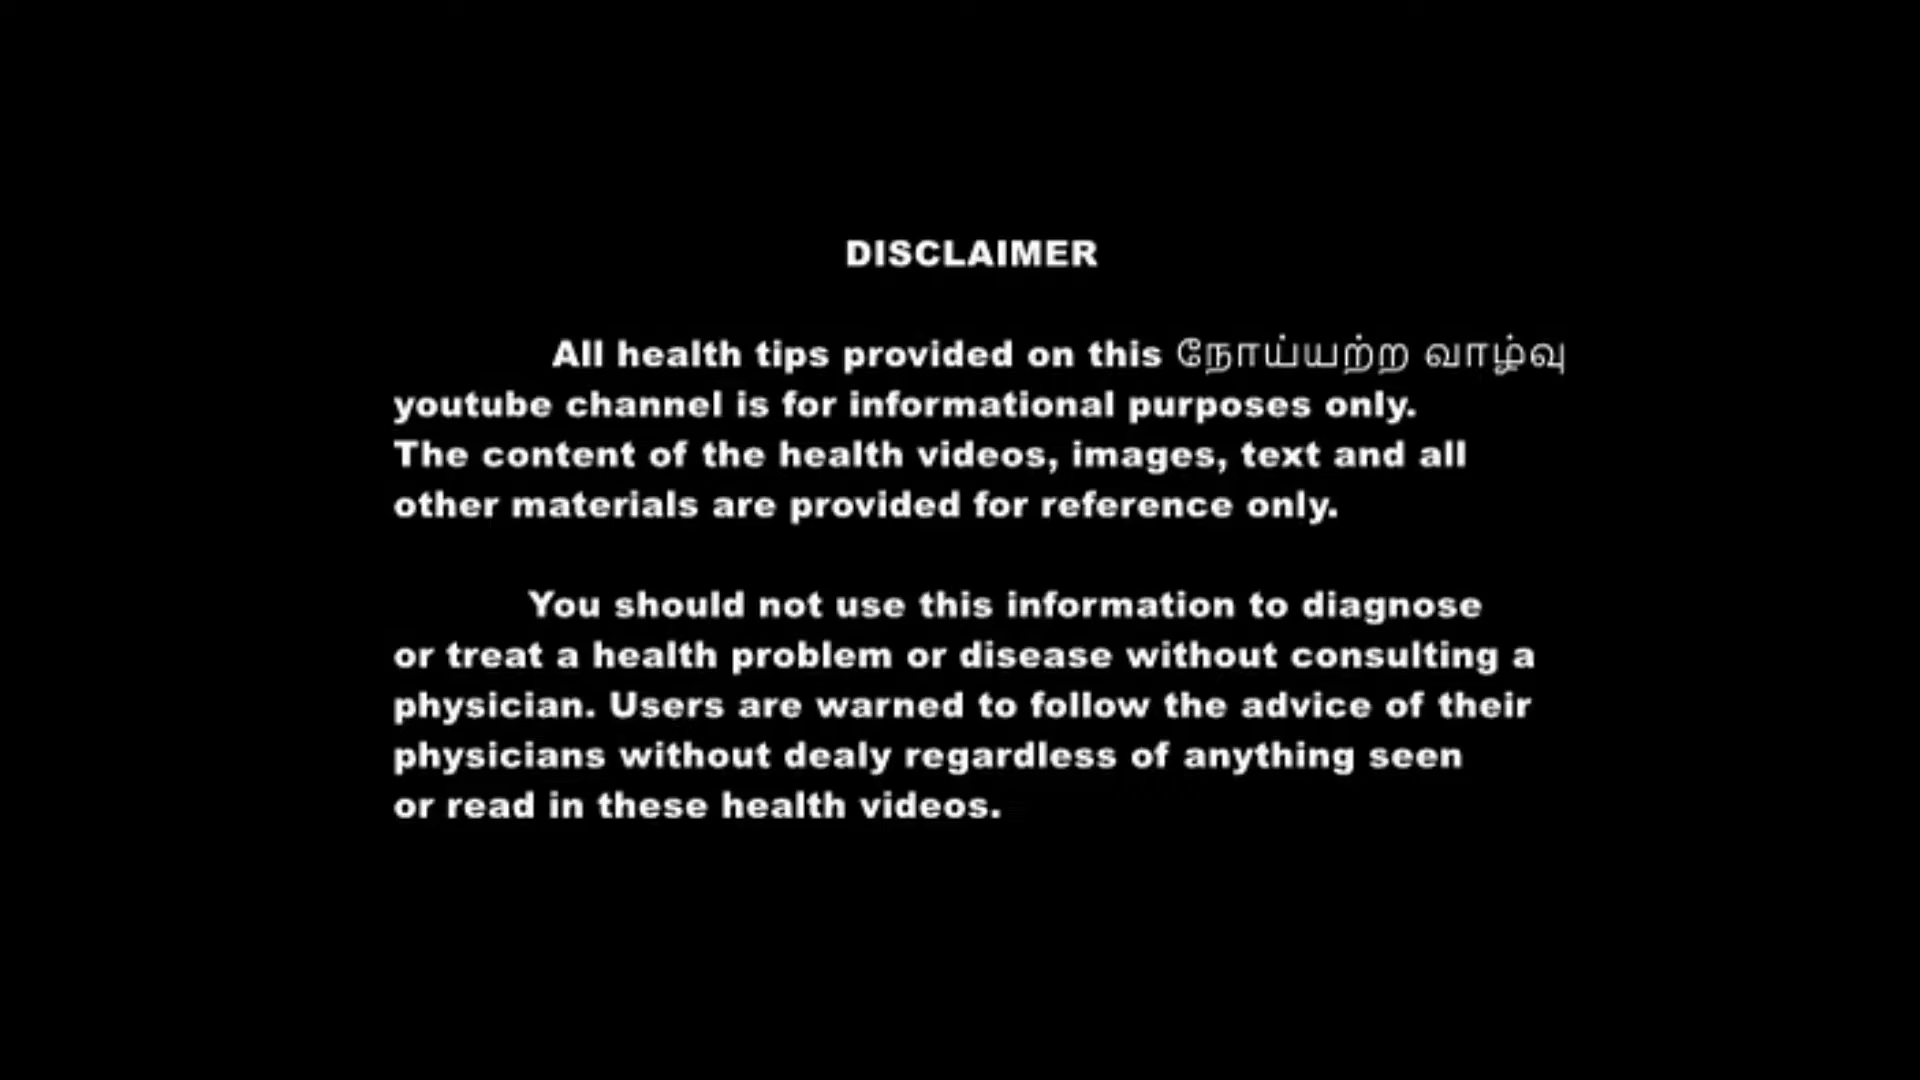 DISCLAIMER
All health tips provided on this நோய்யற்ற வாழ்வு
youtube channel is for informational purposes only.
The content of the health videos, images, text and all
other materials are provided for reference only.
You should not use this information to diagnose
or treat a health problem or disease without consulting a
physician. Users are warned to follow the advice of their
physicians without dealy regardless of anything seen
or read in these health videos.